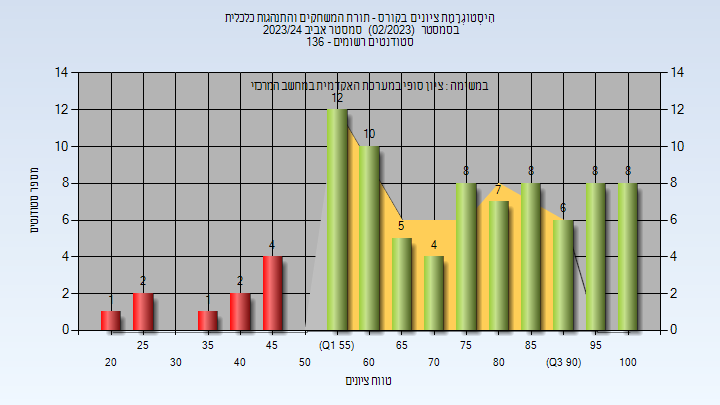 היסטוגרמת ציונים בקורס - תורת המשחקים והתנהגות כלכלית
בסמסטר (02/2023) סמסטר אביב 2023/24
סטודנטים רשומים - 136
במשימה : ציון סופי במערכת האקדמית במחשב המרכזי
מספר סטודנטים
14 14
12 12
10 10
8 8
6 6
4 4
2 2
0 0
1 2 1 2 4 12 10 5 4 8 7 8 6 8 8
25 35 45 (Q1 55) 65 75 85 95
20 30 40 50 60 70 80 (Q3 90) 100
טווח ציונים